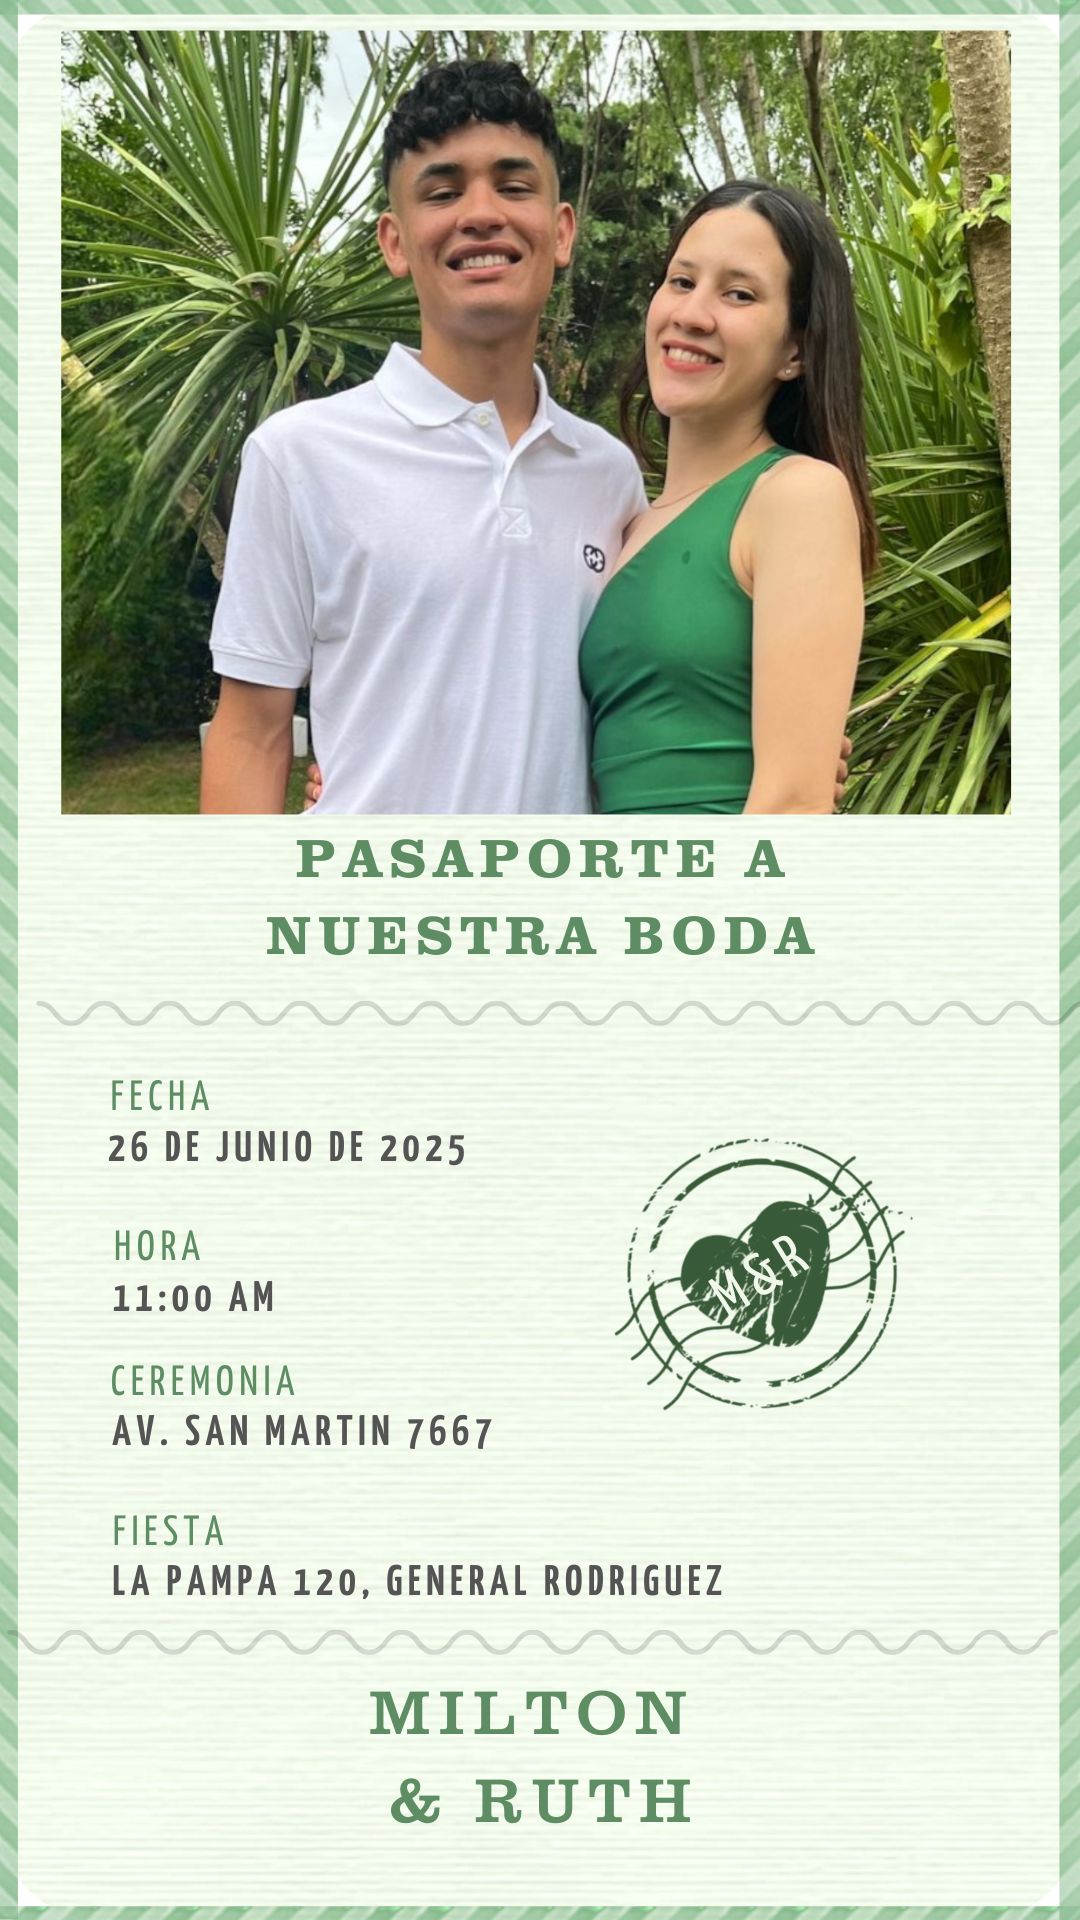 PASAPORTE A
NUESTRA BODA
FECHA
26 DE JUNIO DE 2025
HORA
11:00 AM
CEREMONIA
AV. SAN MARTIN 7667
M&R
FIESTA
LA PAMPA 120, GENERAL RODRIGUEZ
MILTON
& RUTH